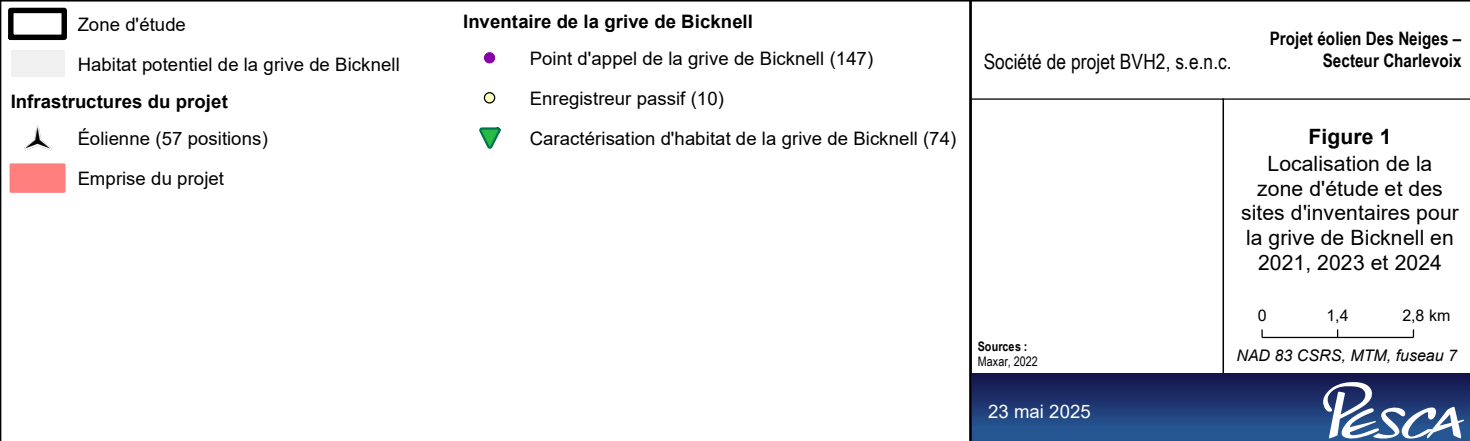 Zone d'étude
Habitat potentiel de la grive de Bicknell
Infrastructures du projet
Éolienne (57 positions)
Emprise du projet
Inventaire de la grive de Bicknell
Point d'appel de la grive de Bicknell (147)
Enregistreur passif (10)
Caractérisation d'habitat de la grive de Bicknell (74)
Société de projet BVH2, s.e.n.c.
Projet éolien Des Neiges –
Secteur Charlevoix
Figure 1
Localisation de la
zone d'étude et des
sites d'inventaires pour
la grive de Bicknell en
2021, 2023 et 2024
0 1,4 2,8 km
NAD 83 CSRS, MTM, fuseau 7
Sources :
Maxar, 2022
23 mai 2025
PESCA